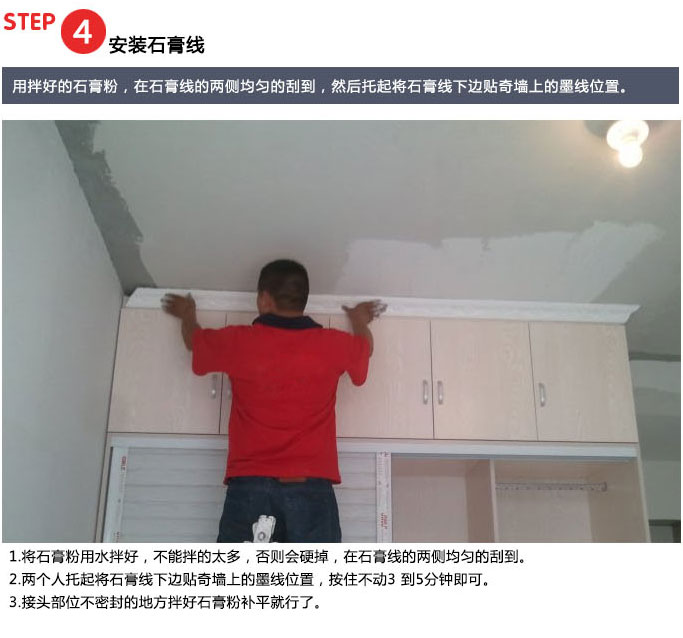 STEP 4 安装石膏线
用拌好的石膏粉，在石膏线的两侧均匀的刮到，然后托起将石膏线下边贴奇墙上的墨线位置。
1.将石膏粉用水拌好，不能拌的太多，否则会硬掉，在石膏线的两侧均匀的刮到。
2.两个人托起将石膏线下边贴奇墙上的墨线位置，按住不动3 到5分钟即可。
3.接头部位不密封的地方拌好石膏粉补平就行了。